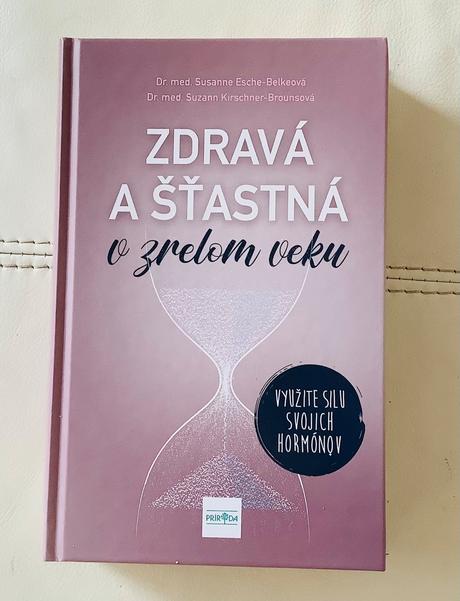 Dr. med. Susanne Esche-Belkeová
Dr. med. Suzann Kirschner-Brounsová
ZDRAVÁ
A ŠŤASTNÁ
v zrelom veku
VYUŽITE SILU
SVOJICH
HORMÓNOV
PRÍRODA